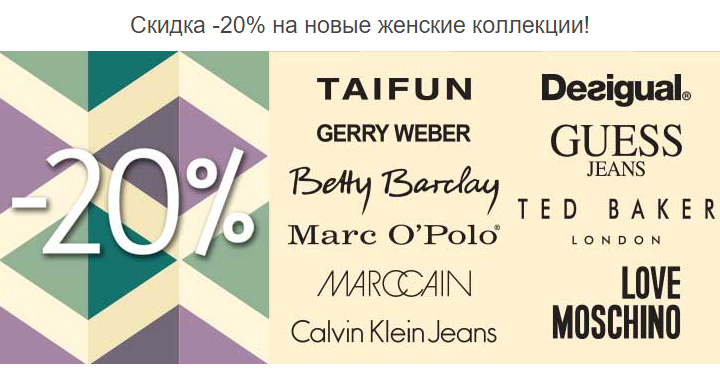 Скидка -20% на новые женские коллекции!
-20%
TAIFUN
GERRY WEBER
Betty Barclay
Marc O'Polo®
MARCCAIN
Calvin Klein Jeans
Desigual®
GUESS
JEANS
TED BAKER
LONDON
LOVE
MOSCHINO